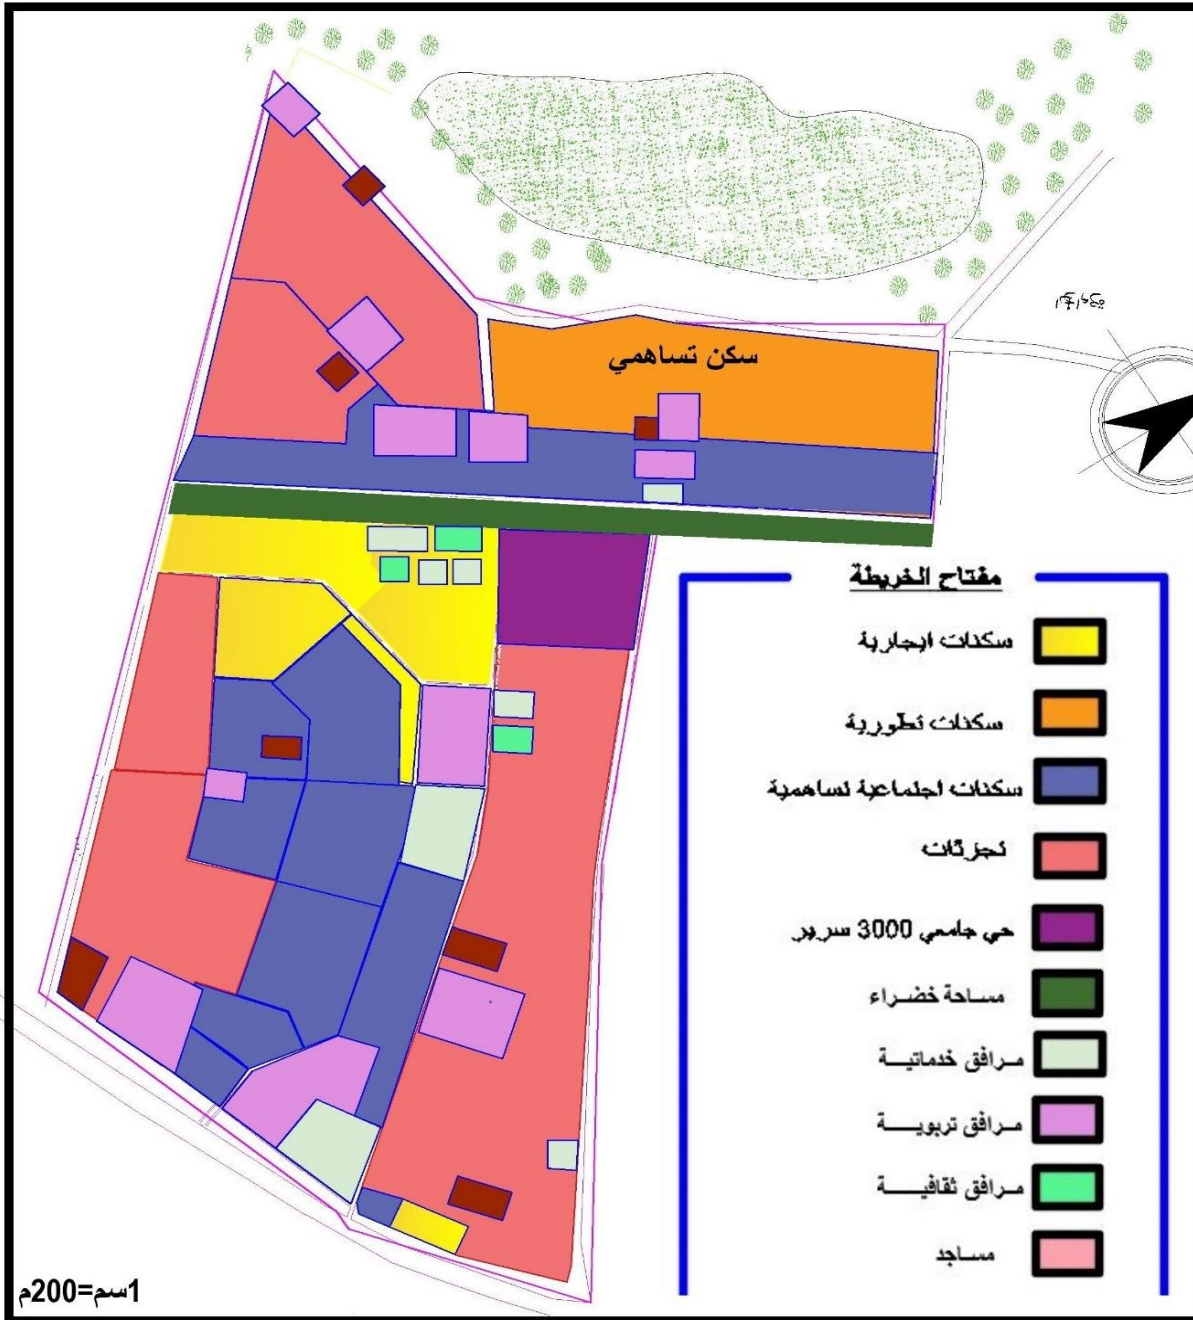 سكن تساهمي
مفتاح الخريطة
سكنات ايجارية
سكنات تطورية
سكنات اجتماعية تساهمية
تجزئات
حي جامعي 3000 سرير
مساحة خضراء
مرافق خدماتية
مرافق تربوية
مرافق ثقافية
مساجد
1سم=200م